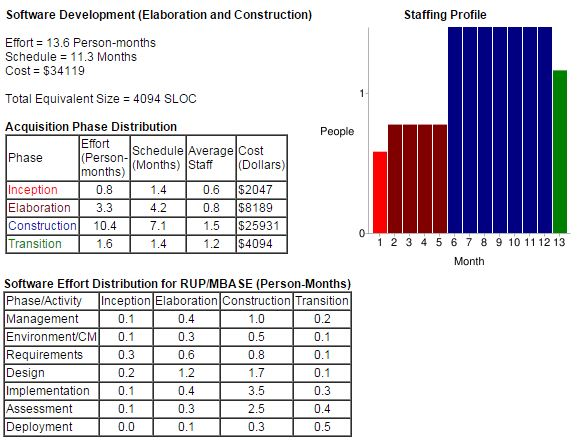 Software Development (Elaboration and Construction)
Effort = 13.6 Person-months
Schedule = 11.3 Months
Cost = $34119
Total Equivalent Size = 4094 SLOC
Acquisition Phase Distribution
Phase Effort (Person-months) Schedule (Months) Average Staff Cost (Dollars)
Inception 0.8 1.4 0.6 $2047
Elaboration 3.3 4.2 0.8 $8189
Construction 10.4 7.1 1.5 $25931
Transition 1.6 1.4 1.2 $4094
Staffing Profile
1
People
0
1 2 3 4 5 6 7 8 9 10 11 12 13
Month
Software Effort Distribution for RUP/MBASE (Person-Months)
Phase/Activity Inception Elaboration Construction Transition
Management 0.1 0.4 1.0 0.2
Environment/CM 0.1 0.3 0.5 0.1
Requirements 0.3 0.6 0.8 0.1
Design 0.2 1.2 1.7 0.1
Implementation 0.1 0.4 3.5 0.3
Assessment 0.1 0.3 2.5 0.4
Deployment 0.0 0.1 0.3 0.5